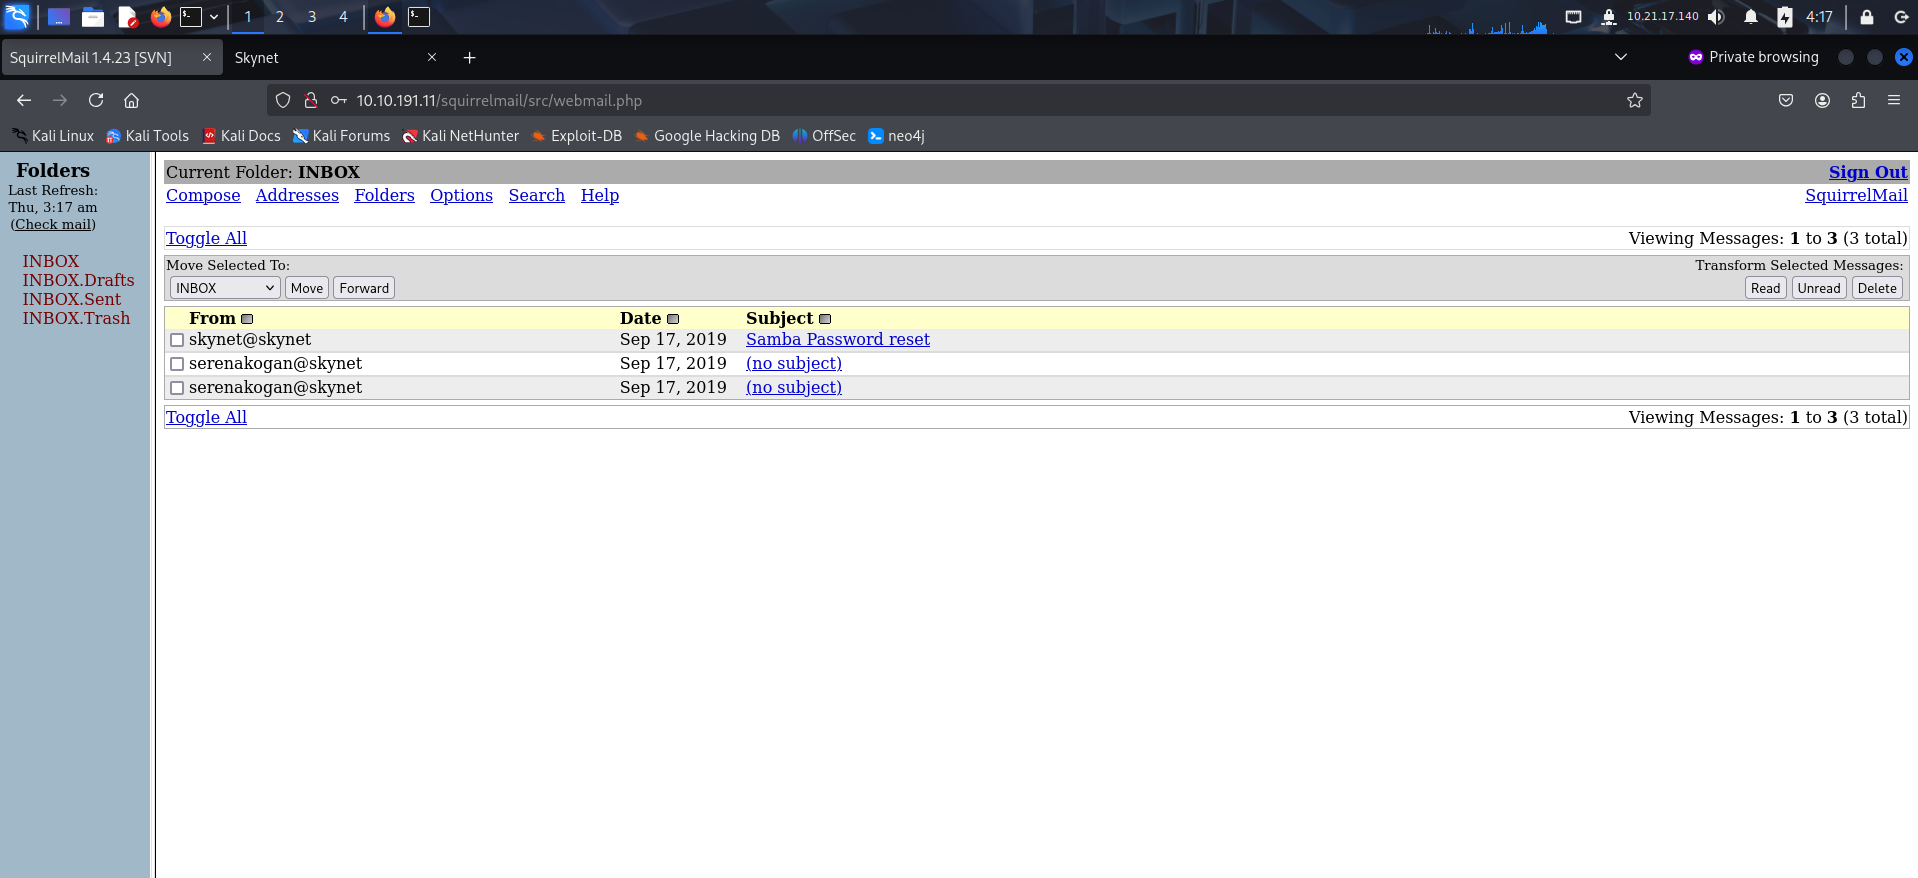 1 2 3 4 10.21.17.140 4:17
SquirrelMail 1.4.23 [SVN] Skynet Private browsing
10.10.191.11/squirrelmail/src/webmail.php
Kali Linux Kali Tools Kali Docs Kali Forums Kali NetHunter Exploit-DB Google Hacking DB OffSec neo4j
Folders
Last Refresh:
Thu, 3:17 am
(Check mail)
INBOX
INBOX.Drafts
INBOX.Sent
INBOX.Trash
Current Folder: INBOX Sign Out
Compose Addresses Folders Options Search Help SquirrelMail
Toggle All Viewing Messages: 1 to 3 (3 total)
Move Selected To: Transform Selected Messages:
INBOX Move Forward Read Unread Delete
From Date Subject
skynet@skynet Sep 17, 2019 Samba Password reset
serenakogan@skynet Sep 17, 2019 (no subject)
serenakogan@skynet Sep 17, 2019 (no subject)
Toggle All Viewing Messages: 1 to 3 (3 total)